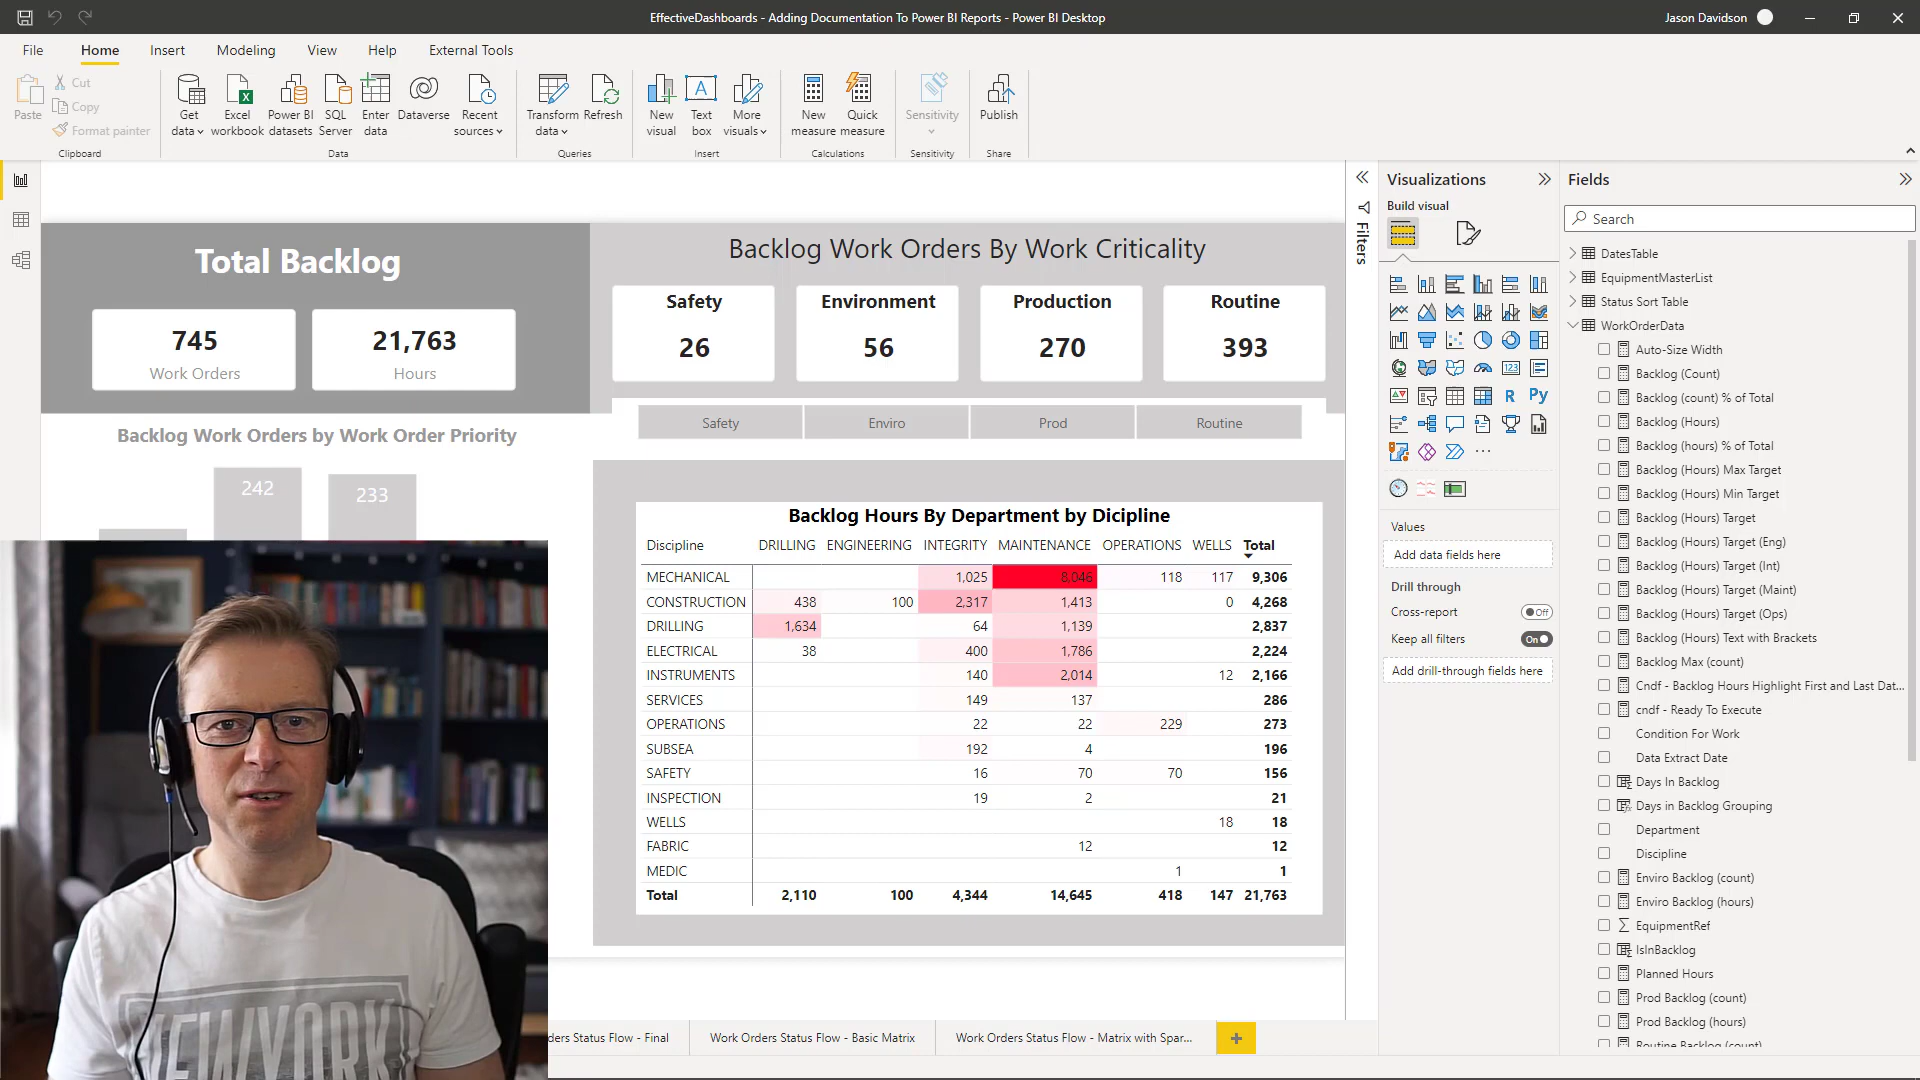 EffectiveDashboards - Adding Documentation To Power BI Reports - Power BI Desktop
Jason Davidson
File Home Insert Modeling View Help External Tools
Paste
Cut
Copy
Format painter
Clipboard
Get data
Excel workbook
Power BI datasets
SQL Server
Enter data
Dataverse
Recent sources
Data
Transform data
Refresh
Queries
New visual
Text box
More visuals
Insert
New measure
Quick measure
Calculations
Sensitivity
Sensitivity
Publish
Share
Total Backlog
745
Work Orders
21,763
Hours
Backlog Work Orders By Work Criticality
Safety Environment Production Routine
26 56 270 393
Safety Enviro Prod Routine
Backlog Work Orders by Work Order Priority
242
233
Backlog Hours By Department by Dicipline
Discipline DRILLING ENGINEERING INTEGRITY MAINTENANCE OPERATIONS WELLS Total
MECHANICAL 1,025 8,046 118 117 9,306
CONSTRUCTION 438 100 2,317 1,413 0 4,268
DRILLING 1,634 64 1,139 2,837
ELECTRICAL 38 400 1,786 2,224
INSTRUMENTS 140 2,014 12 2,166
SERVICES 149 137 286
OPERATIONS 22 22 229 273
SUBSEA 192 4 196
SAFETY 16 70 70 156
INSPECTION 19 2 21
WELLS 18 18
FABRIC 12 12
MEDIC 1 1
Total 2,110 100 4,344 14,645 418 147 21,763
ders Status Flow - Final
Work Orders Status Flow - Basic Matrix
Work Orders Status Flow - Matrix with Spar...
Filters
Visualizations
Build visual
123
R
Py
Values
Add data fields here
Drill through
Cross-report Off
Keep all filters On
Add drill-through fields here
Fields
Search
DatesTable
EquipmentMasterList
Status Sort Table
WorkOrderData
Auto-Size Width
Backlog (Count)
Backlog (count) % of Total
Backlog (Hours)
Backlog (hours) % of Total
Backlog (Hours) Max Target
Backlog (Hours) Min Target
Backlog (Hours) Target
Backlog (Hours) Target (Eng)
Backlog (Hours) Target (Int)
Backlog (Hours) Target (Maint)
Backlog (Hours) Target (Ops)
Backlog (Hours) Text with Brackets
Backlog Max (count)
Cndf - Backlog Hours Highlight First and Last Dat...
cndf - Ready To Execute
Condition For Work
Data Extract Date
Days In Backlog
Days in Backlog Grouping
Department
Discipline
Enviro Backlog (count)
Enviro Backlog (hours)
EquipmentRef
IsInBacklog
Planned Hours
Prod Backlog (count)
Prod Backlog (hours)
Routine Backlog (count)